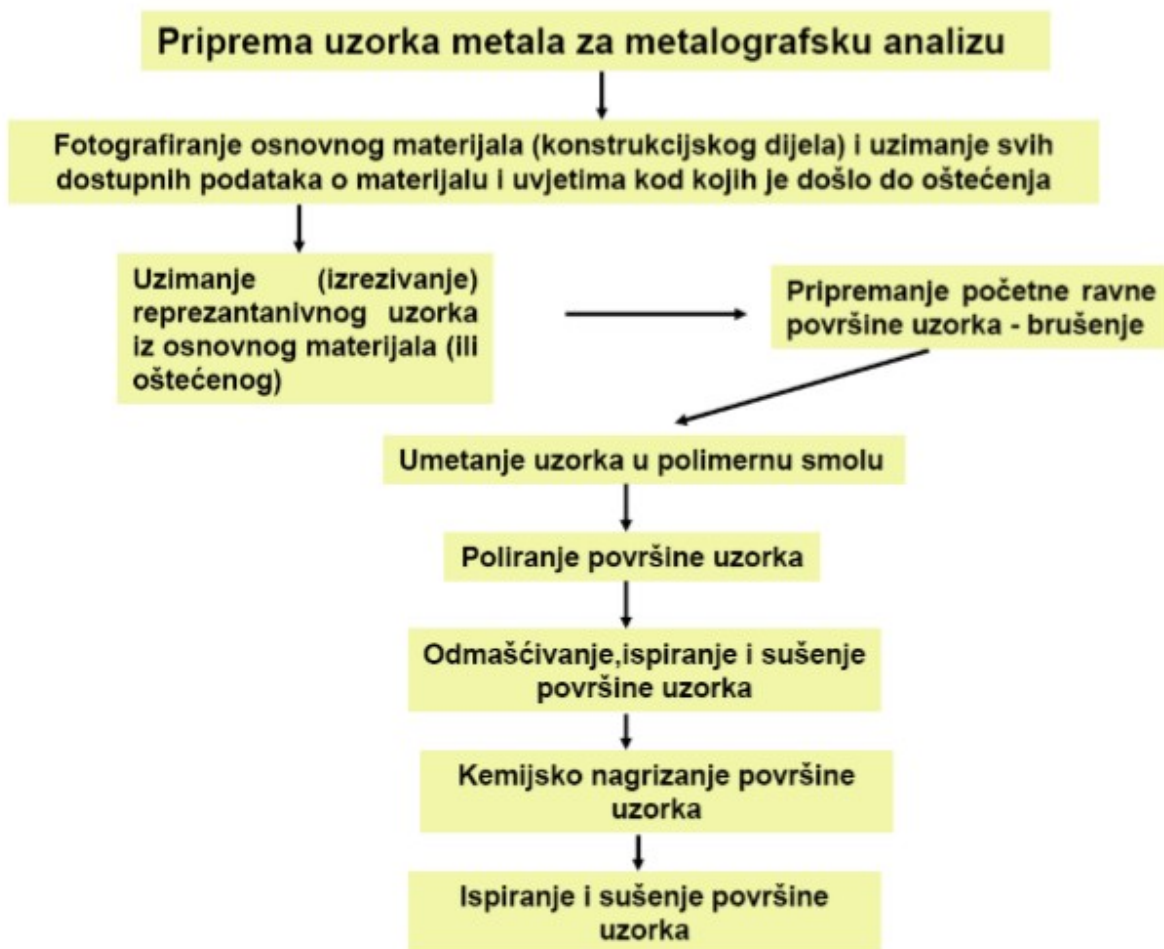 Priprema uzorka metala za metalografsku analizu
Fotografiranje osnovnog materijala (konstrukcijskog dijela) i uzimanje svih
dostupnih podataka o materijalu i uvjetima kod kojih je došlo do oštećenja
Uzimanje (izrezivanje)
reprezantanivnog uzorka
iz osnovnog materijala (ili
oštećenog)
Pripremanje početne ravne
površine uzorka - brušenje
Umetanje uzorka u polimernu smolu
Poliranje površine uzorka
Odmašćivanje,ispiranje i sušenje
površine uzorka
Kemijsko nagrizanje površine
uzorka
Ispiranje i sušenje površine
uzorka